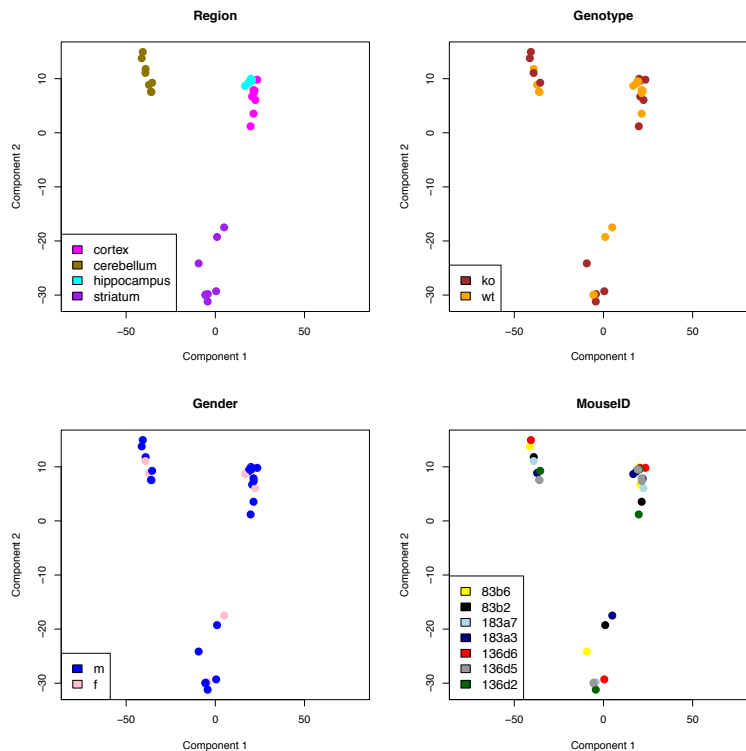 Region
Component 2
10
0
−10
−20
−30
cortex
cerebellum
hippocampus
striatum
−50
0
50
Component 1
Genotype
Component 2
10
0
−10
−20
−30
ko
wt
−50
0
50
Component 1
Gender
Component 2
10
0
−10
−20
−30
m
f
−50
0
50
Component 1
MouseID
Component 2
10
0
−10
−20
−30
83b6
83b2
183a7
183a3
136d6
136d5
136d2
−50
0
50
Component 1